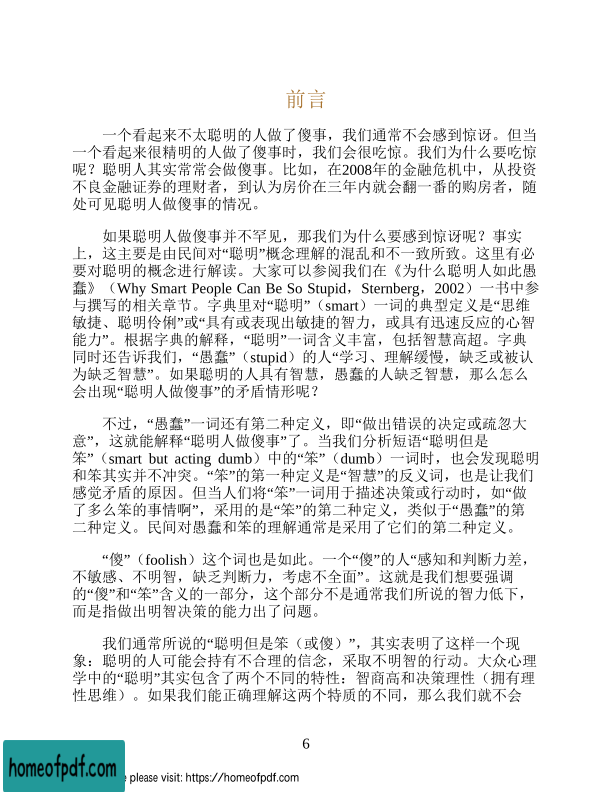 前言
一个看起来不太聪明的人做了傻事，我们通常不会感到惊讶。但当
一个看起来很精明的人做了傻事时，我们会很吃惊。我们为什么要吃惊
呢？聪明人其实常常会做傻事。比如，在2008年的金融危机中，从投资
不良金融证券的理财者，到认为房价在三年内就会翻一番的购房者，随
处可见聪明人做傻事的情况。
如果聪明人做傻事并不罕见，那我们为什么要感到惊讶呢？事实
上，这主要是由民间对“聪明”概念理解的混乱和不一致所致。这里有必
要对聪明的概念进行解读。大家可以参阅我们在《为什么聪明人如此愚
蠢》（Why Smart People Can Be So Stupid，Sternberg，2002）一书中参
与撰写的相关章节。字典里对“聪明”（smart）一词的典型定义是“思维
敏捷、聪明伶俐”或“具有或表现出敏捷的智力，或具有迅速反应的心智
能力”。根据字典的解释，“聪明”一词含义丰富，包括智慧高超。字典
同时还告诉我们，“愚蠢”（stupid）的人“学习、理解缓慢，缺乏或被认
为缺乏智慧”。如果聪明的人具有智慧，愚蠢的人缺乏智慧，那么怎么
会出现“聪明人做傻事”的矛盾情形呢？
不过，“愚蠢”一词还有第二种定义，即“做出错误的决定或疏忽大
意”，这就能解释“聪明人做傻事”了。当我们分析短语“聪明但是
笨”（smart but acting dumb）中的“笨”（dumb）一词时，也会发现聪明
和笨其实并不冲突。“笨”的第一种定义是“智慧”的反义词，也是让我们
感觉矛盾的原因。但当人们将“笨”一词用于描述决策或行动时，如“做
了多么笨的事情啊”，采用的是“笨”的第二种定义，类似于“愚蠢”的第
二种定义。民间对愚蠢和笨的理解通常是采用了它们的第二种定义。
“傻”（foolish）这个词也是如此。一个“傻”的人“感知和判断力差，
不敏感、不明智，缺乏判断力，考虑不全面”。这就是我们想要强调
的“傻”和“笨”含义的一部分，这个部分不是通常我们所说的智力低下，
而是指做出明智决策的能力出了问题。
我们通常所说的“聪明但是笨（或傻）”，其实表明了这样一个现
象：聪明的人可能会持有不合理的信念，采取不明智的行动。大众心理
学中的“聪明”其实包含了两个不同的特性：智商高和决策理性（拥有理
性思维）。如果我们能正确理解这两个特质的不同，那么我们就不会
6
homeofpdf.com
please visit: https://homeofpdf.com